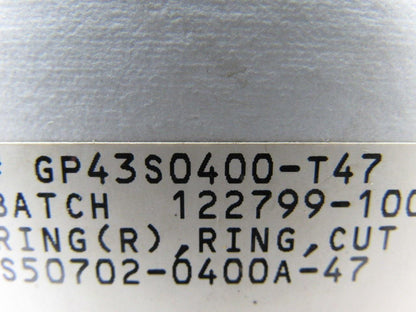 # GP43S0400-T47
BATCH 122799-100
RING(R),RING,CUT
S50702-0400A-47